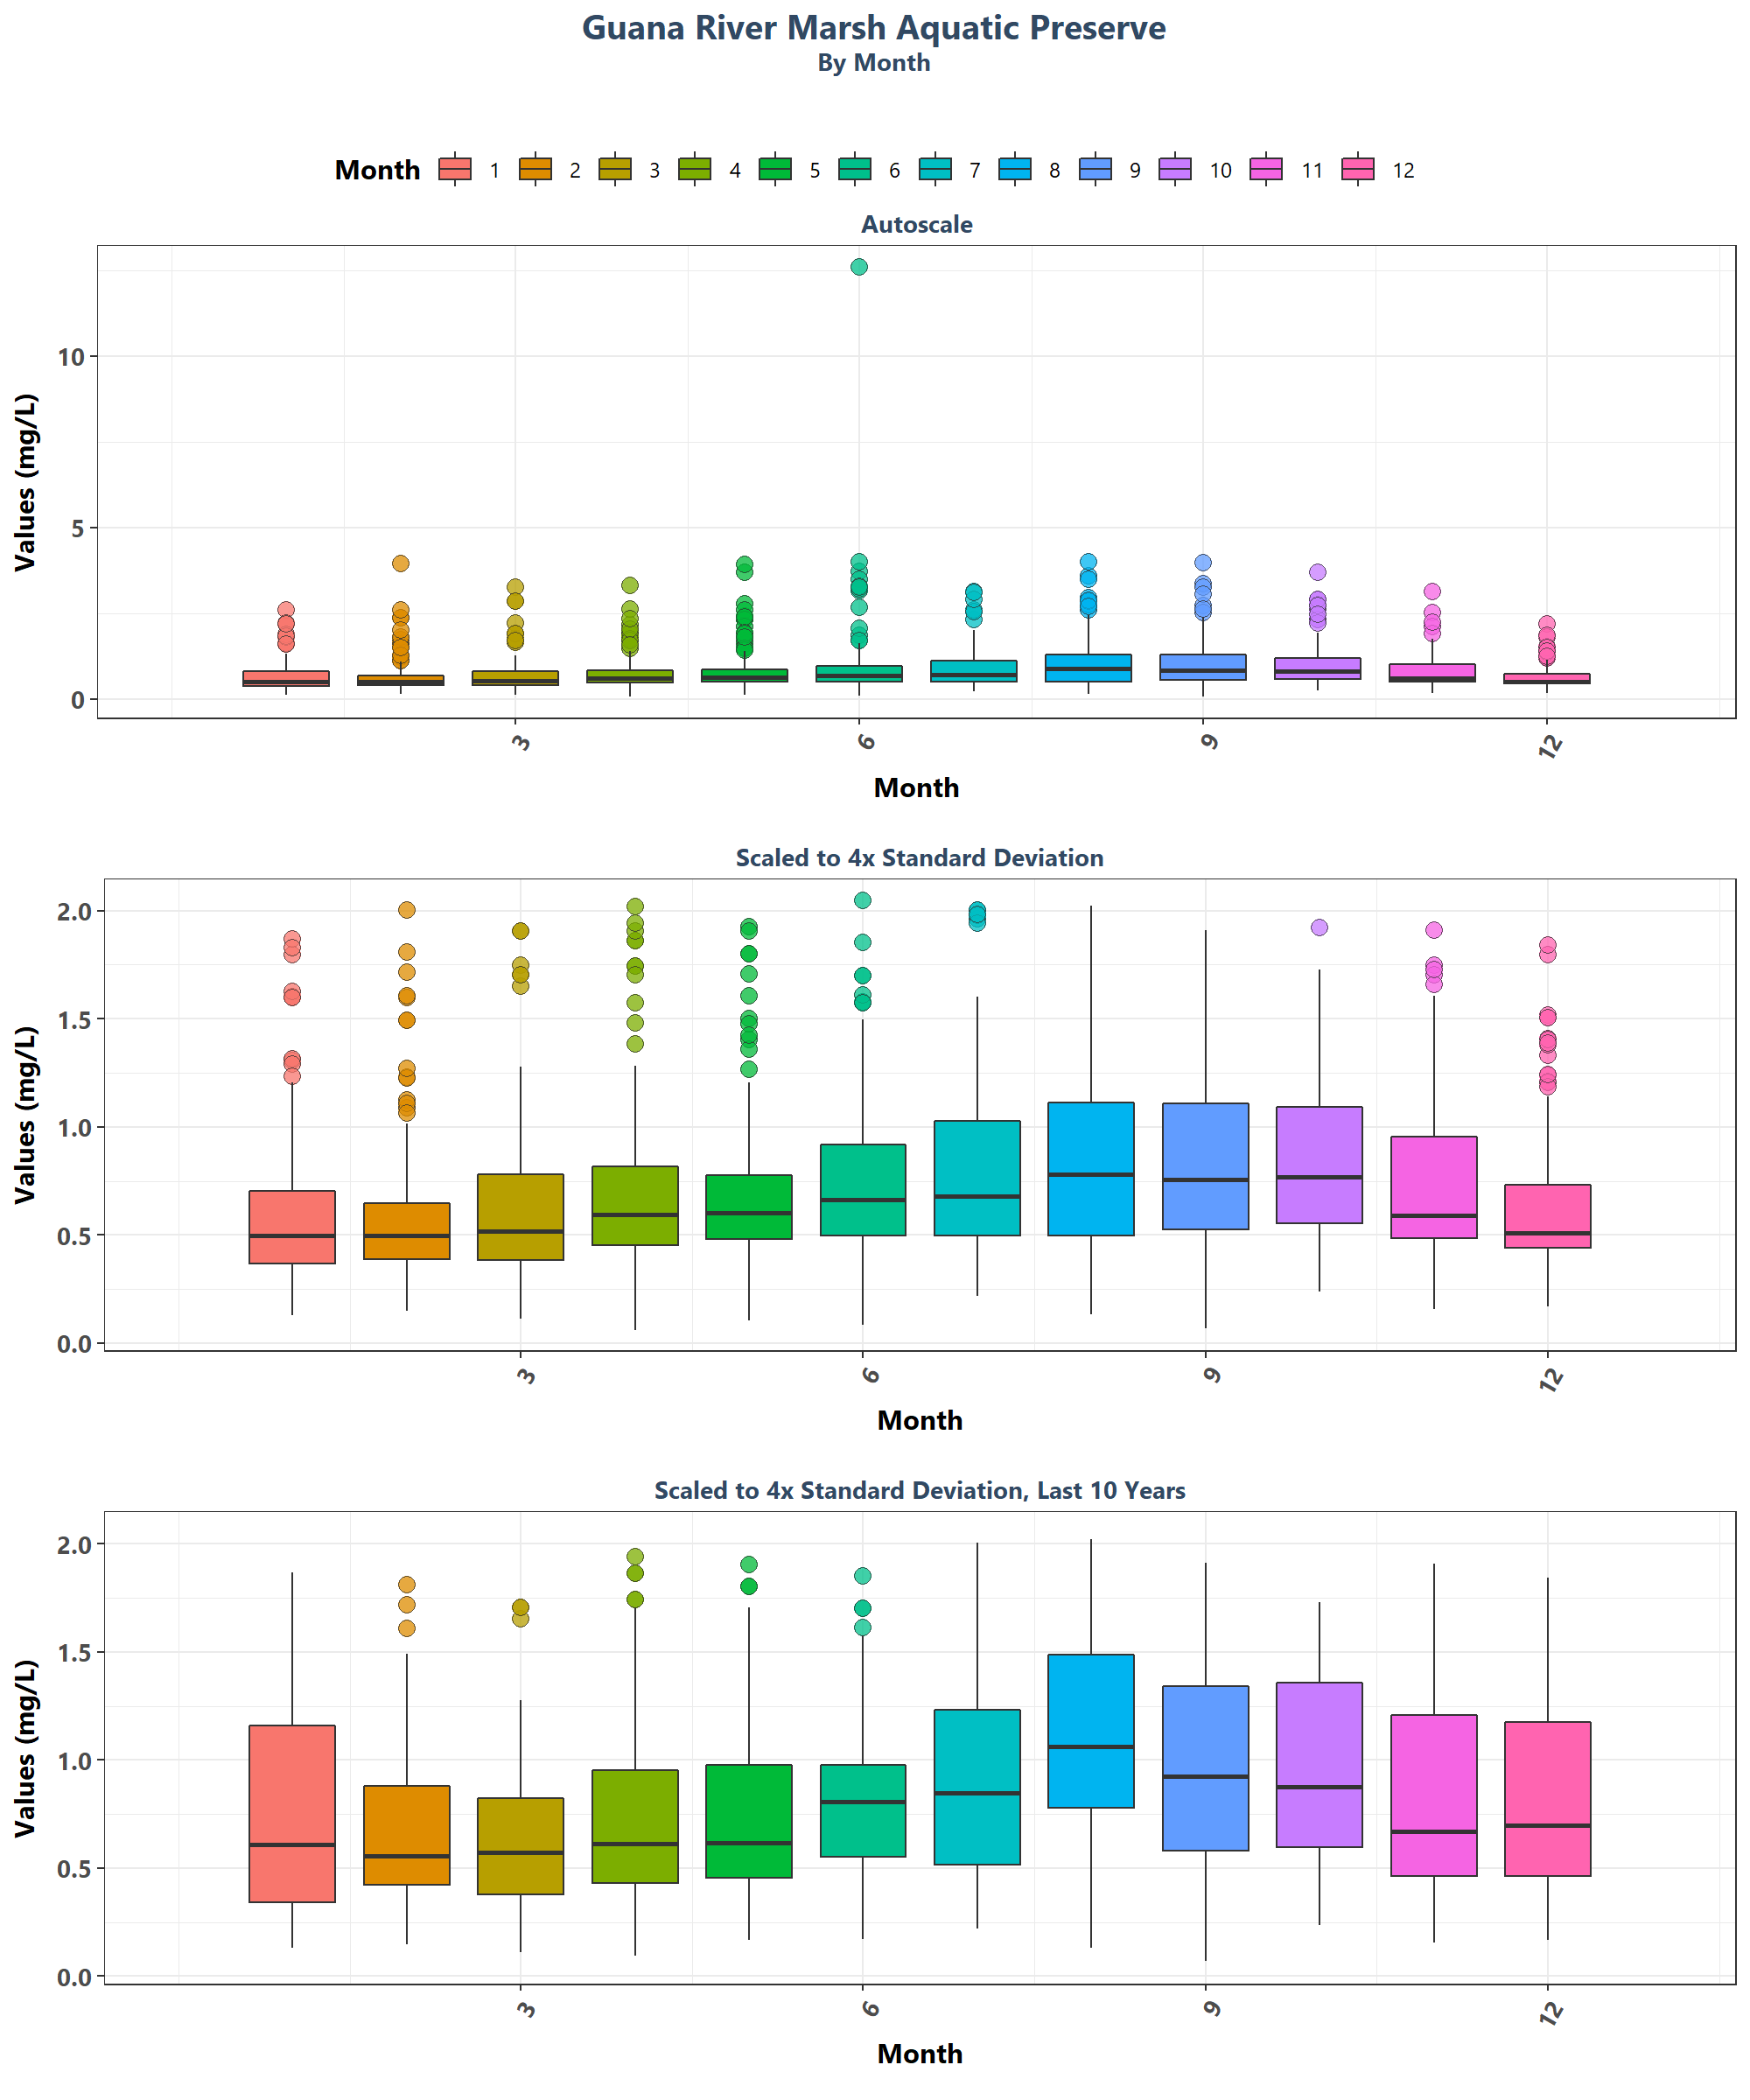 Guana River Marsh Aquatic Preserve
By Month
Month 1 2 3 4 5 6 7 8 9 10 11 12
Autoscale
Values (mg/L)
10
5
0
3 6 9 12
Month
Scaled to 4x Standard Deviation
Values (mg/L)
2.0
1.5
1.0
0.5
0.0
3 6 9 12
Month
Scaled to 4x Standard Deviation, Last 10 Years
Values (mg/L)
2.0
1.5
1.0
0.5
0.0
3 6 9 12
Month